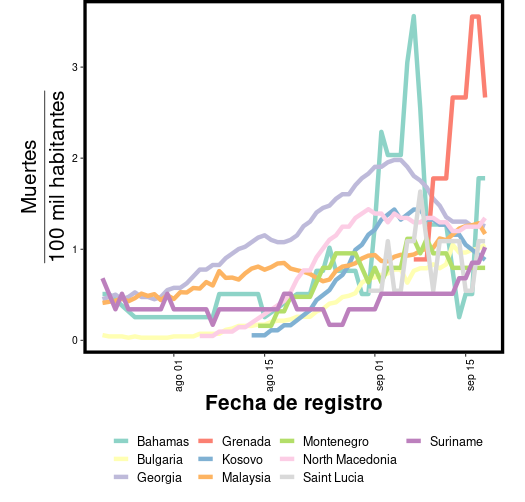 Muertes
100 mil habitantes
3
2
1
0
ago 01
ago 15
sep 01
sep 15
Fecha de registro
Bahamas Grenada Montenegro Suriname
Bulgaria Kosovo North Macedonia
Georgia Malaysia Saint Lucia